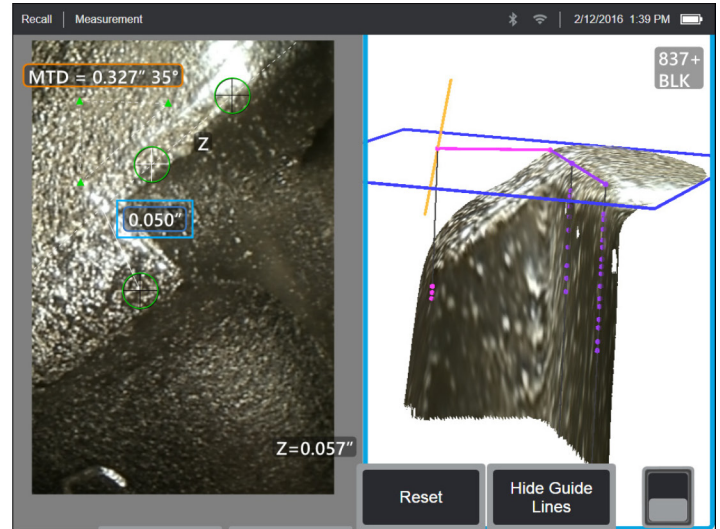 Recall Measurement 2/12/2016 1:39 PM
MTD = 0.327" 35°
Z
0.050"
Z=0.057"
837+
BLK
Reset
Hide Guide
Lines